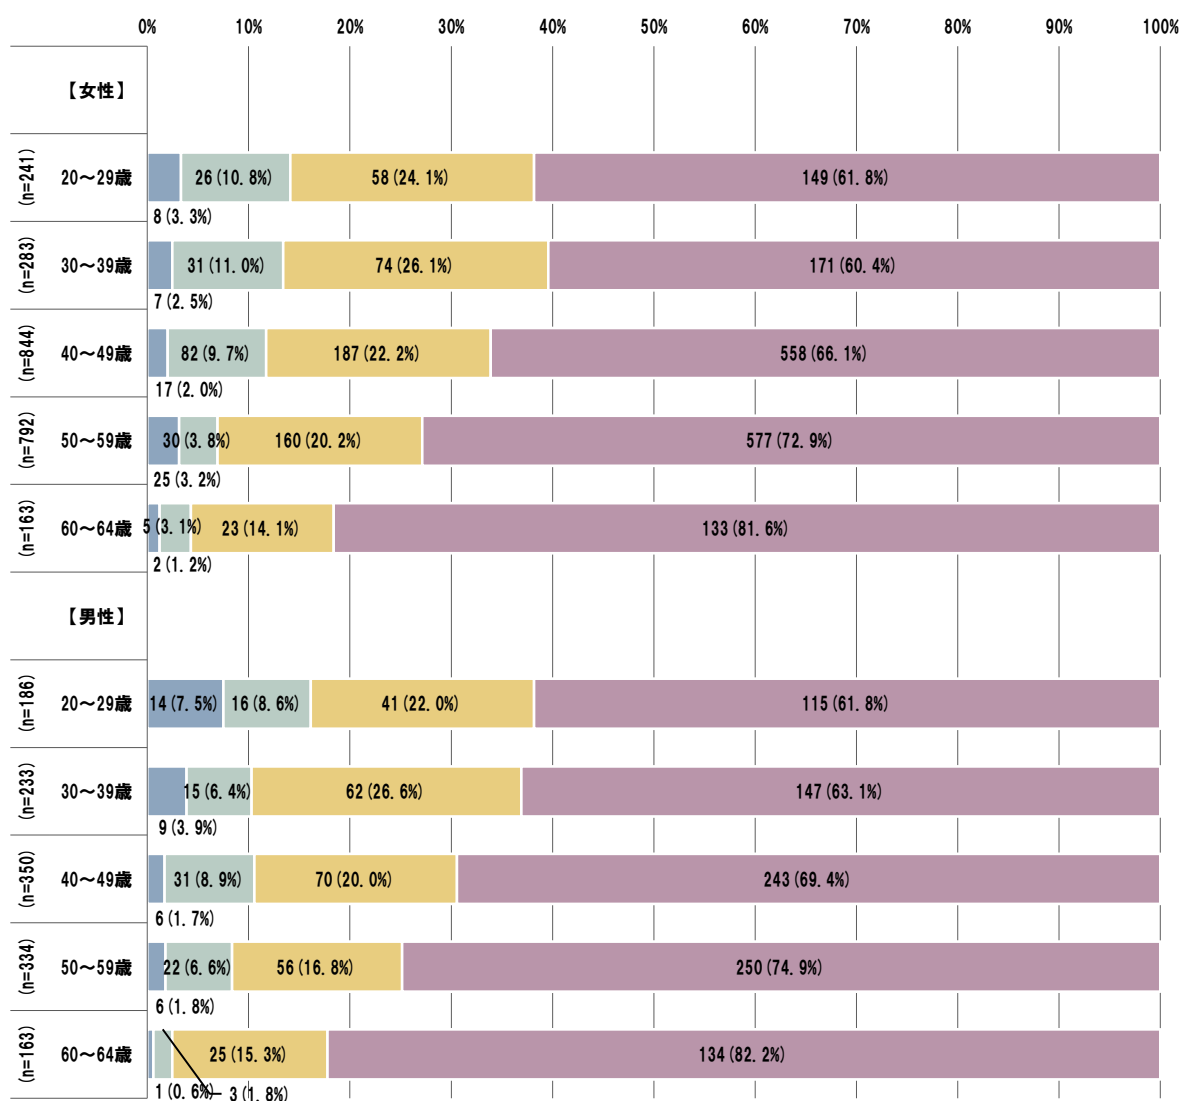 0% 10% 20% 30% 40% 50% 60% 70% 80% 90% 100%
【女性】
(n=241) 20～29歳 26(10.8%) 58(24.1%) 149(61.8%)
8(3.3%)
(n=283) 30～39歳 31(11.0%) 74(26.1%) 171(60.4%)
7(2.5%)
(n=844) 40～49歳 82(9.7%) 187(22.2%) 558(66.1%)
17(2.0%)
(n=792) 50～59歳 30(3.8%) 160(20.2%) 577(72.9%)
25(3.2%)
(n=163) 60～64歳 5(3.1%) 23(14.1%) 133(81.6%)
2(1.2%)
【男性】
(n=186) 20～29歳 14(7.5%) 16(8.6%) 41(22.0%) 115(61.8%)
(n=233) 30～39歳 15(6.4%) 62(26.6%) 147(63.1%)
9(3.9%)
(n=350) 40～49歳 31(8.9%) 70(20.0%) 243(69.4%)
6(1.7%)
(n=334) 50～59歳 22(6.6%) 56(16.8%) 250(74.9%)
6(1.8%)
(n=163) 60～64歳 25(15.3%) 134(82.2%)
1(0.6%) 3(1.8%)